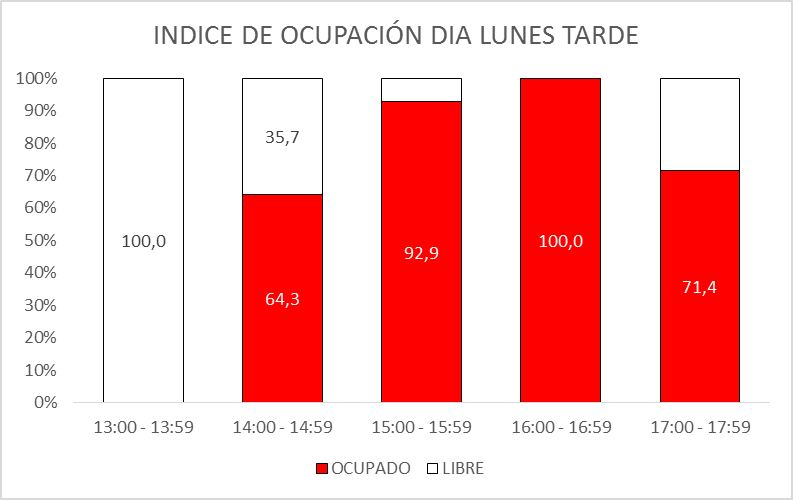 INDICE DE OCUPACIÓN DIA LUNES TARDE
100%
90%
80%
70%
60%
50%
40%
30%
20%
10%
0%
100,0
35,7
64,3
92,9
100,0
71,4
13:00 - 13:59
14:00 - 14:59
15:00 - 15:59
16:00 - 16:59
17:00 - 17:59
OCUPADO
LIBRE